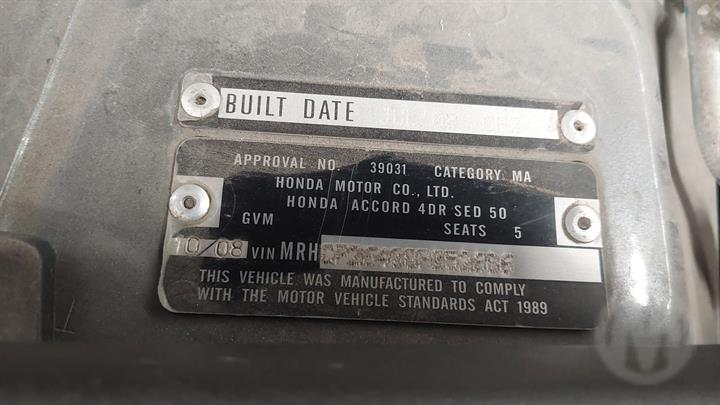 BUILT DATE
APPROVAL NO. 39031 CATEGORY MA
HONDA MOTOR CO., LTD.
HONDA ACCORD 4DR SED 50
GVM SEATS 5
10/08 VIN MRH
THIS VEHICLE WAS MANUFACTURED TO COMPLY
WITH THE MOTOR VEHICLE STANDARDS ACT 1989